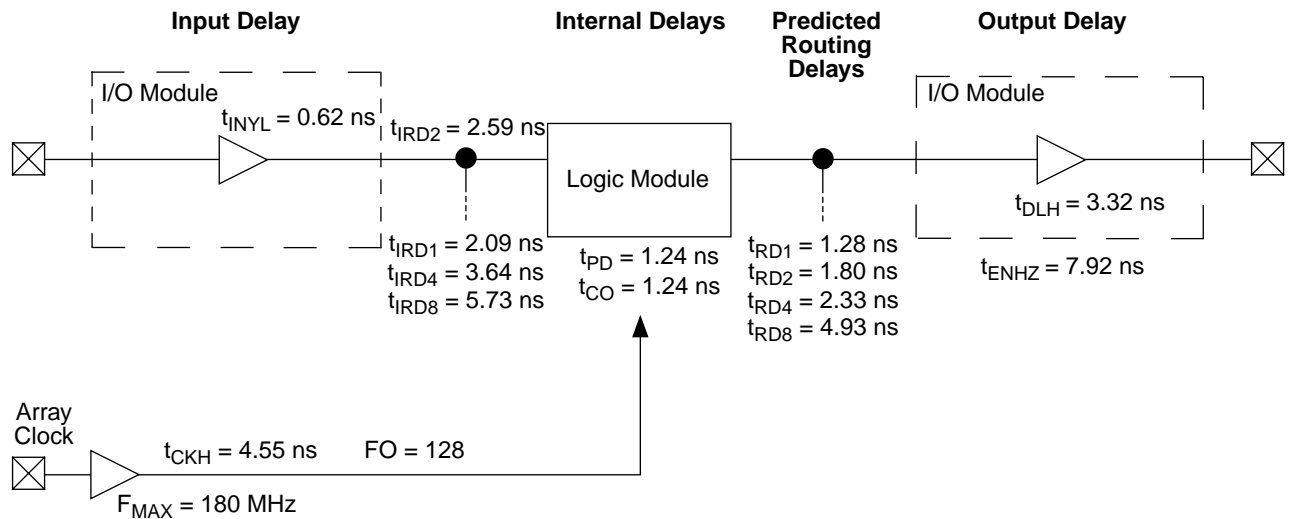 Input Delay
Internal Delays
Predicted
Routing
Delays
Output Delay
I/O Module
tINYL = 0.62 ns
tIRD2 = 2.59 ns
I/O Module
Logic Module
tDLH = 3.32 ns
tIRD1 = 2.09 ns
tIRD4 = 3.64 ns
tIRD8 = 5.73 ns
tPD = 1.24 ns
tCO = 1.24 ns
tRD1 = 1.28 ns
tRD2 = 1.80 ns
tRD4 = 2.33 ns
tRD8 = 4.93 ns
tENHZ = 7.92 ns
Array
Clock
tCKH = 4.55 ns
FO = 128
FMAX = 180 MHz